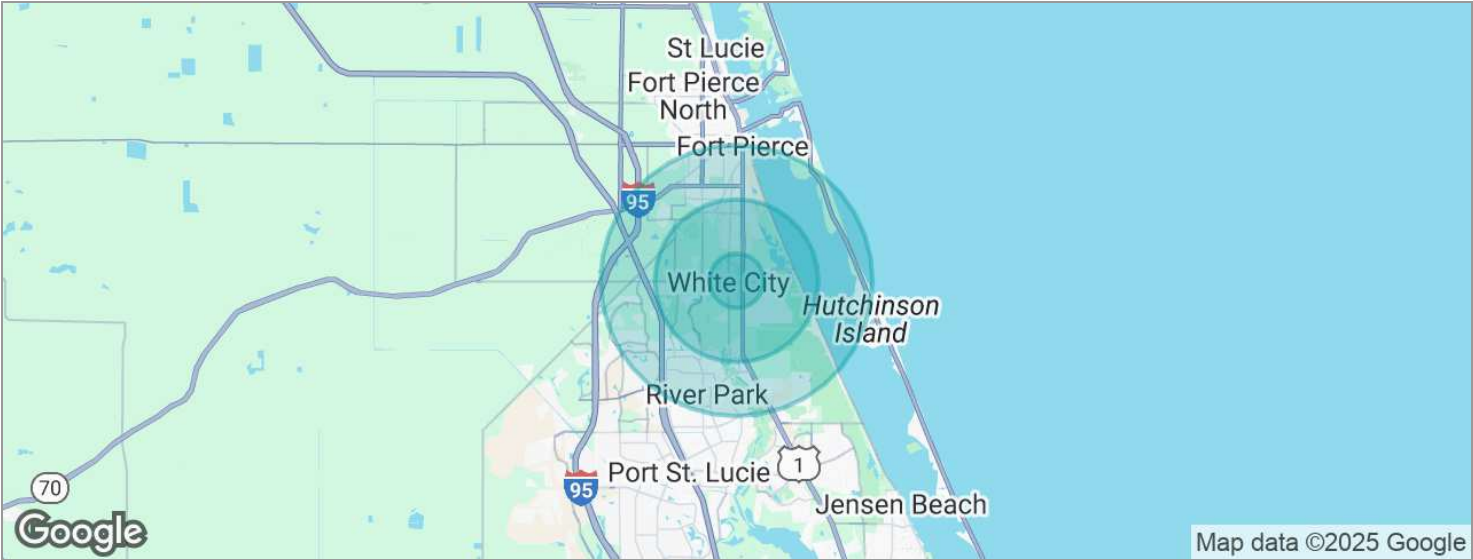 St Lucie
Fort Pierce
North
Fort Pierce
95
White City
Hutchinson
Island
River Park
Port St. Lucie
1
95
70
Jensen Beach
Google
Map data ©2025 Google